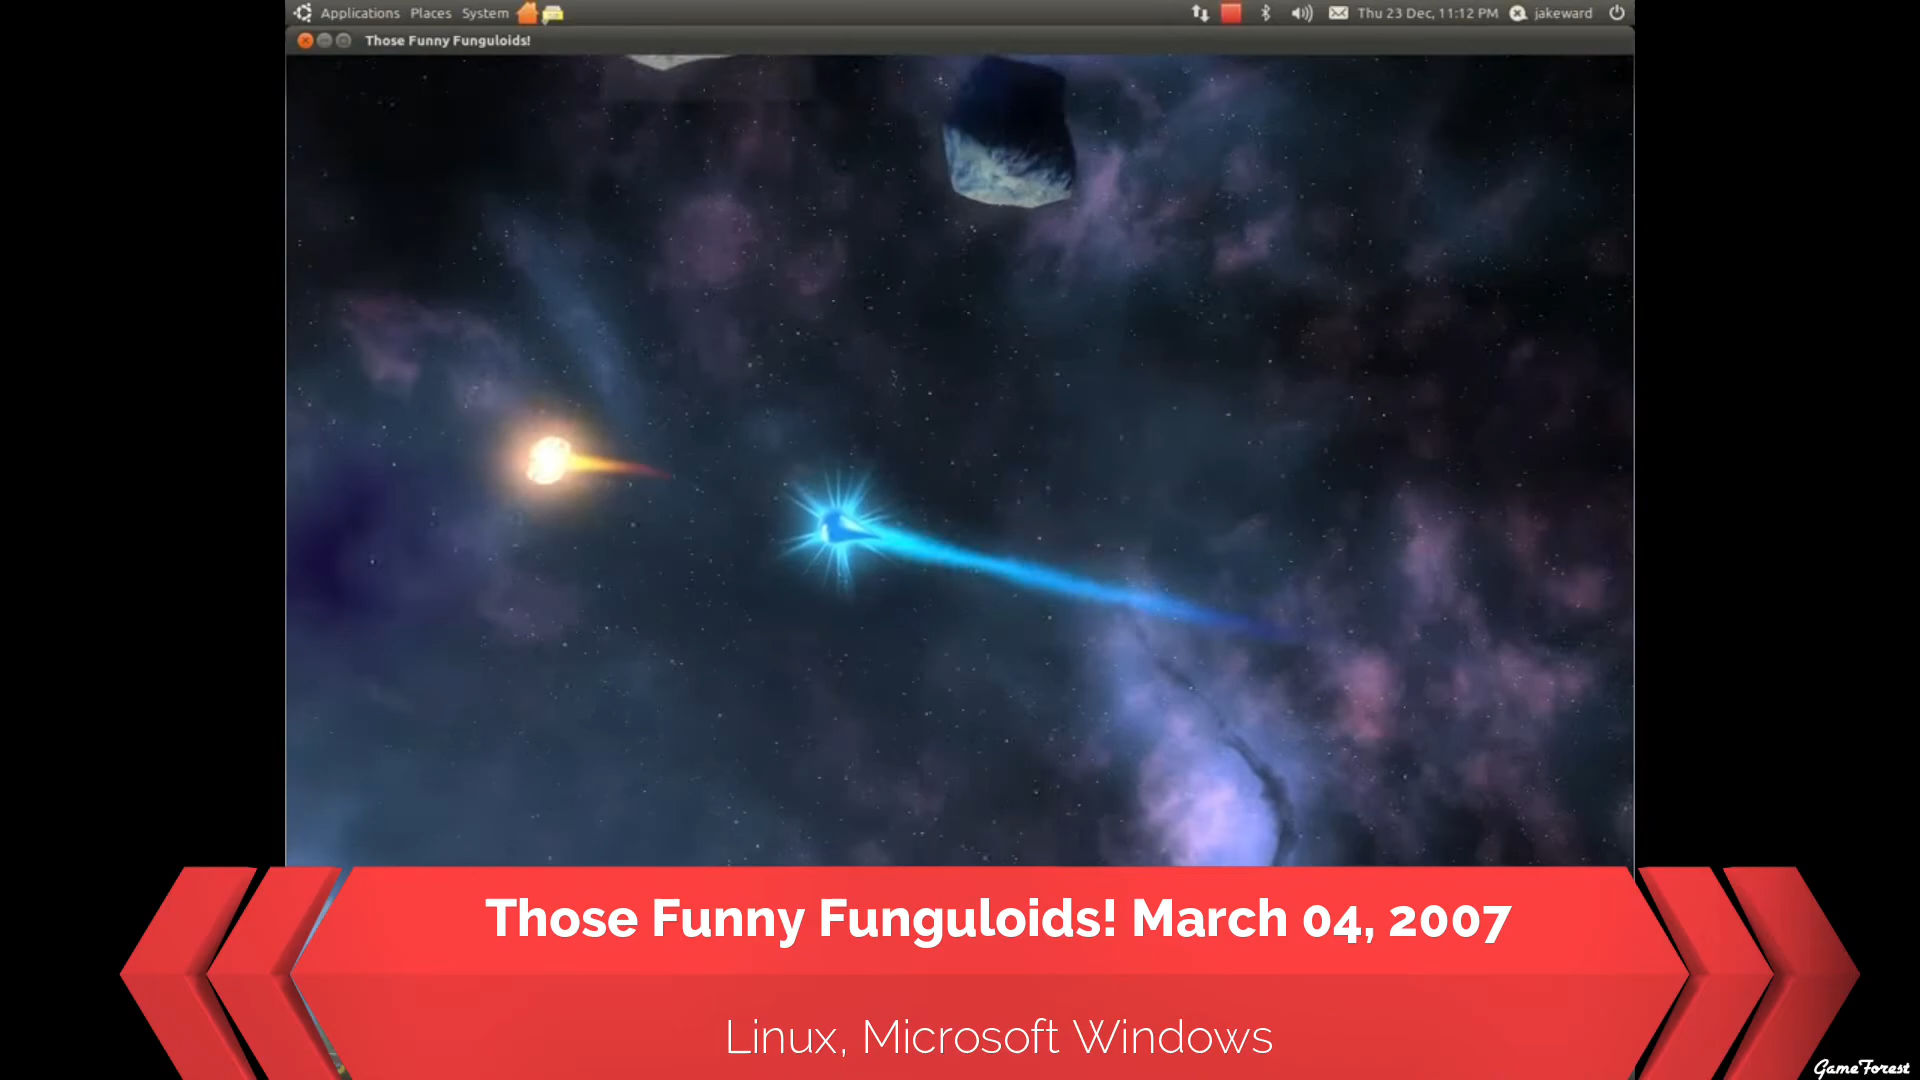 Applications Places System Thu 23 Dec, 11:12 PM jakeward
Those Funny Funguloids!
Those Funny Funguloids! March 04, 2007
Linux, Microsoft Windows
GameForest